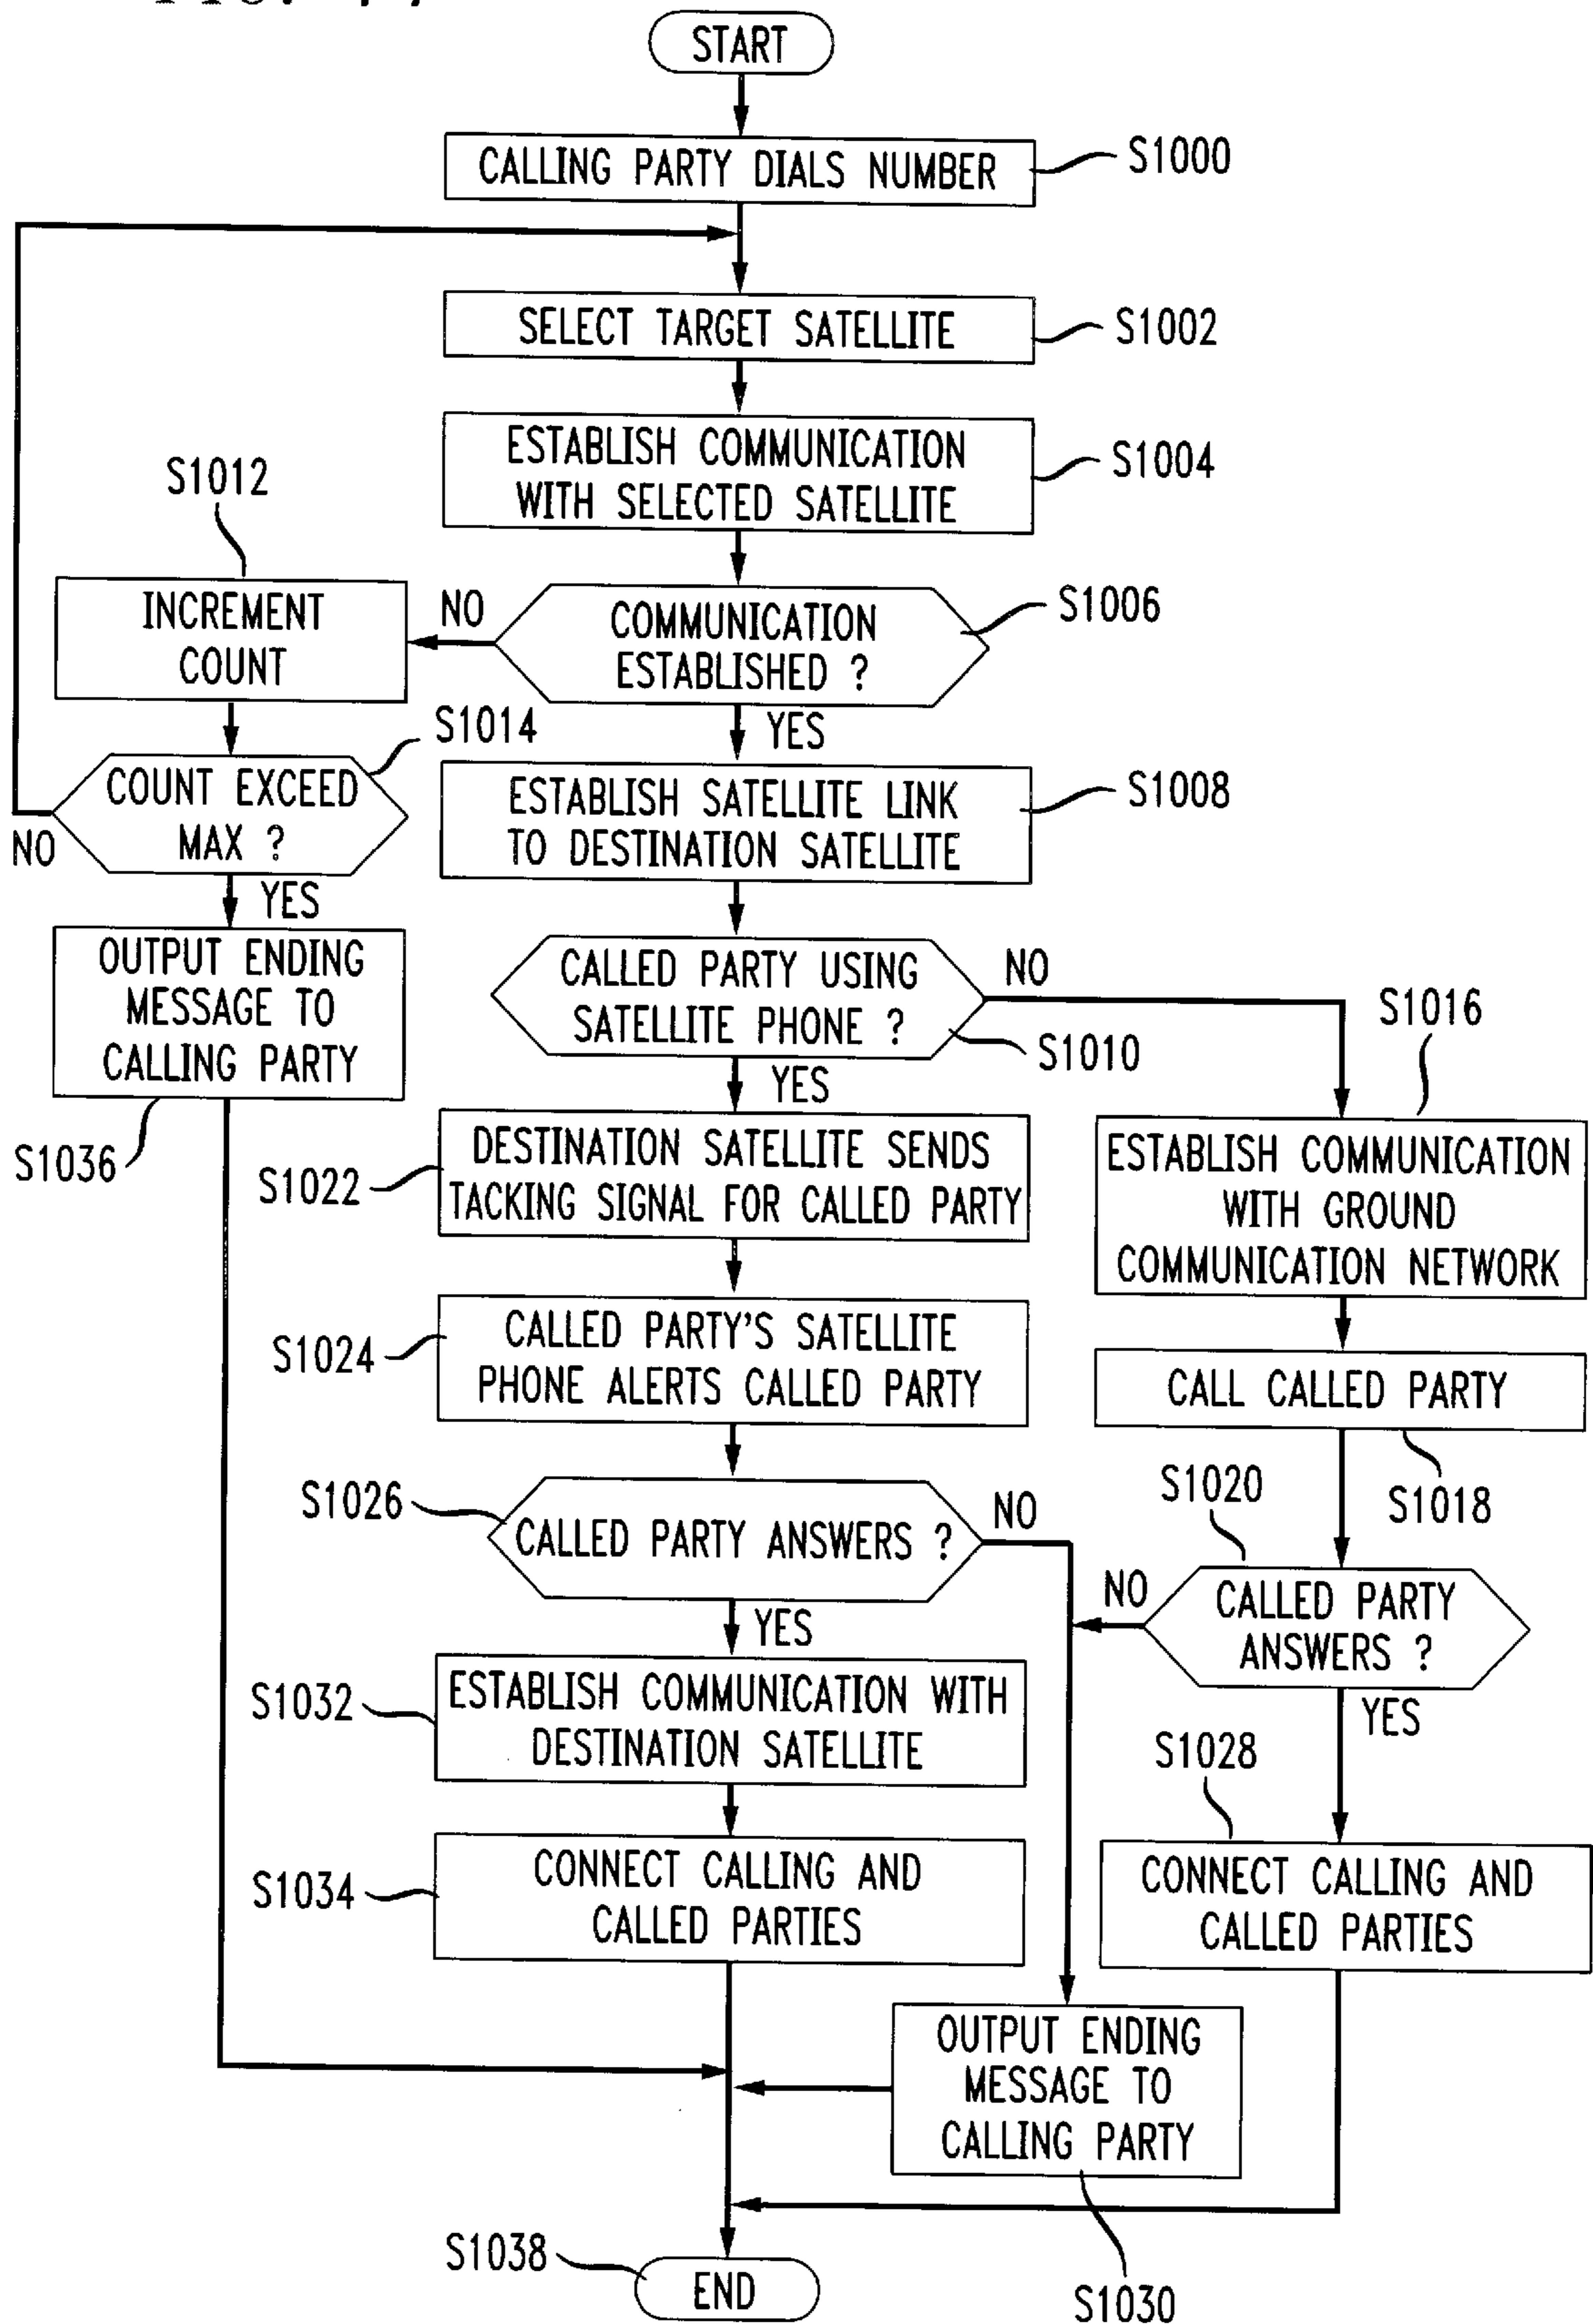 START
CALLING PARTY DIALS NUMBER
S1000
SELECT TARGET SATELLITE
S1002
ESTABLISH COMMUNICATION
WITH SELECTED SATELLITE
S1004
S1012
INCREMENT
COUNT
NO
COMMUNICATION
ESTABLISHED ?
S1006
YES
S1014
COUNT EXCEED
MAX ?
NO
YES
ESTABLISH SATELLITE LINK
TO DESTINATION SATELLITE
S1008
OUTPUT ENDING
MESSAGE TO
CALLING PARTY
S1036
CALLED PARTY USING
SATELLITE PHONE ?
NO
S1010
YES
S1016
DESTINATION SATELLITE SENDS
TACKING SIGNAL FOR CALLED PARTY
S1022
ESTABLISH COMMUNICATION
WITH GROUND
COMMUNICATION NETWORK
S1024
CALLED PARTY'S SATELLITE
PHONE ALERTS CALLED PARTY
CALL CALLED PARTY
S1018
S1026
CALLED PARTY ANSWERS ?
NO
YES
S1020
NO
CALLED PARTY
ANSWERS ?
YES
S1032
ESTABLISH COMMUNICATION WITH
DESTINATION SATELLITE
S1028
S1034
CONNECT CALLING AND
CALLED PARTIES
CONNECT CALLING AND
CALLED PARTIES
OUTPUT ENDING
MESSAGE TO
CALLING PARTY
S1030
S1038
END